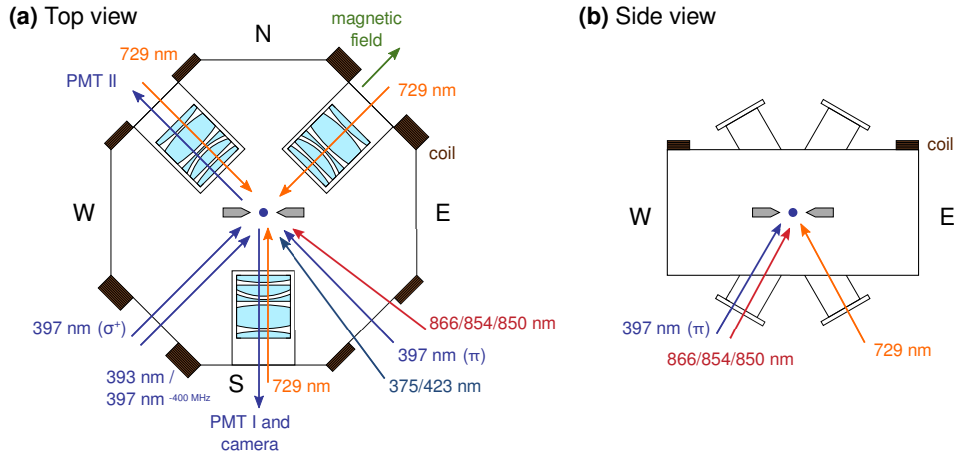 (a) Top view
N
magnetic
field
729 nm
PMT II
729 nm
coil
W
E
397 nm (σ⁺)
866/854/850 nm
397 nm (π)
393 nm /
397 nm -400 MHz
S
729 nm
375/423 nm
PMT I and
camera
(b) Side view
coil
W
E
397 nm (π)
866/854/850 nm
729 nm